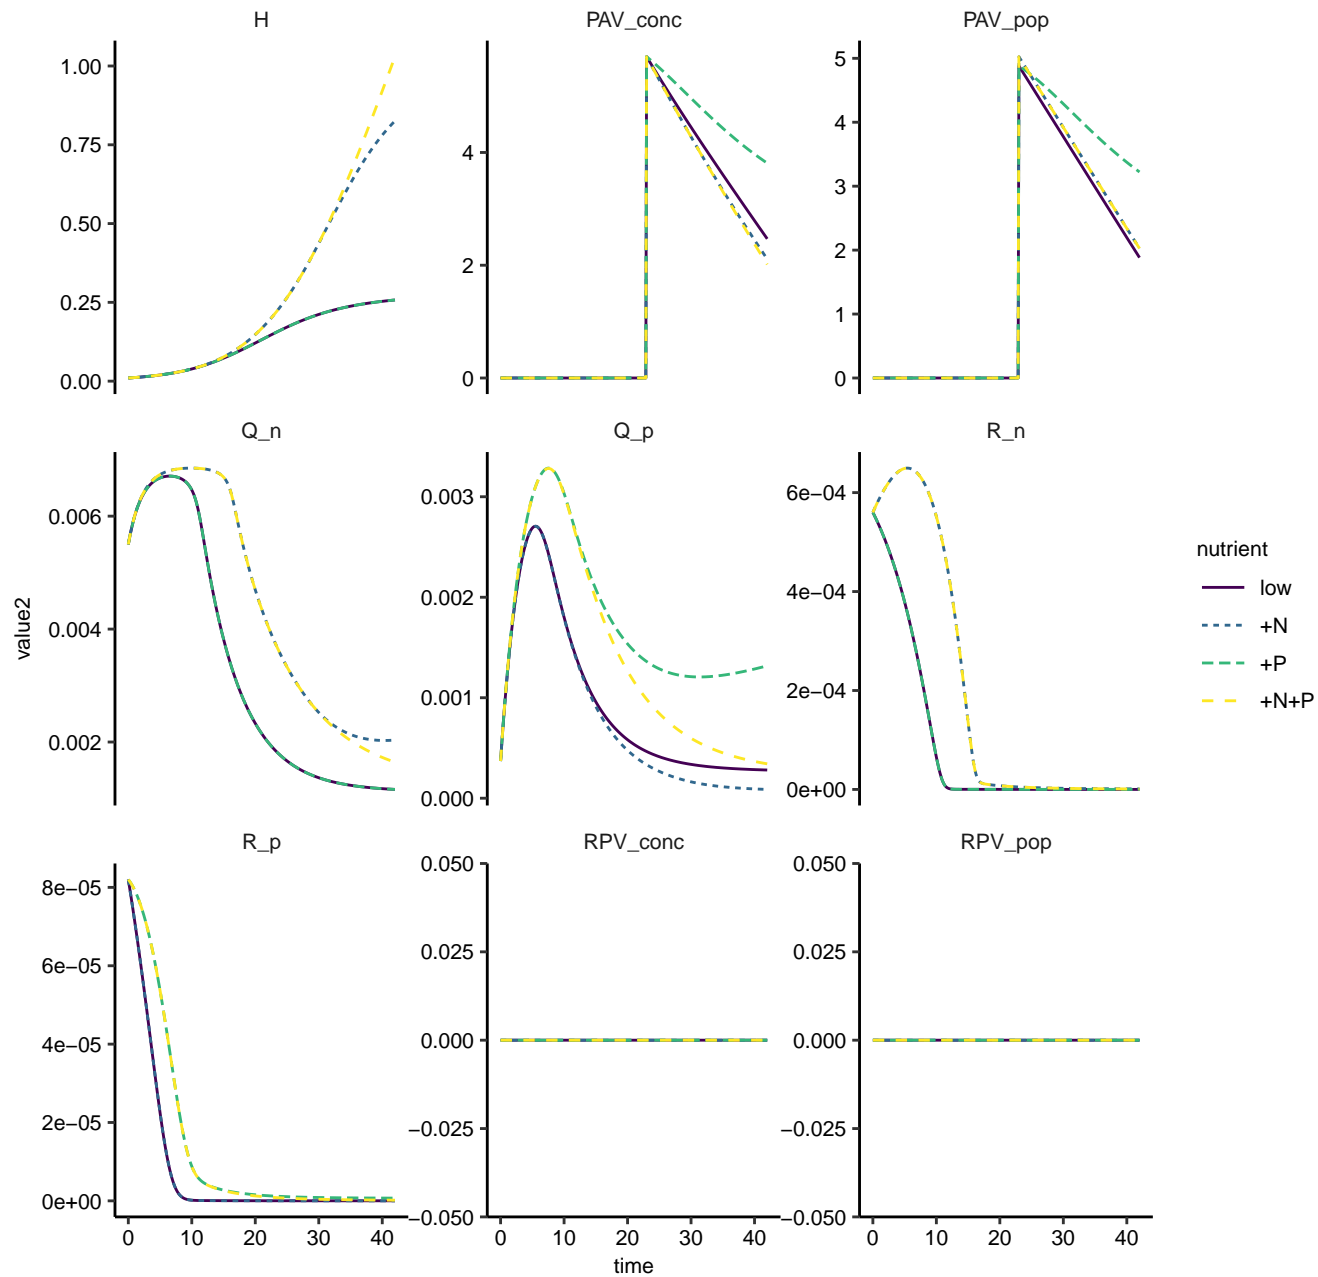 H
PAV_conc
PAV_pop
1.00
0.75
0.50
0.25
0.00
4
2
0
5
4
3
2
1
0
Q_n
Q_p
R_n
0.006
0.004
0.002
0.003
0.002
0.001
0.000
6e−04
4e−04
2e−04
0e+00
value2
nutrient
low
+N
+P
+N+P
R_p
RPV_conc
RPV_pop
8e−05
6e−05
4e−05
2e−05
0e+00
0.050
0.025
0.000
−0.025
−0.050
0.050
0.025
0.000
−0.025
−0.050
0 10 20 30 40
0 10 20 30 40
0 10 20 30 40
time